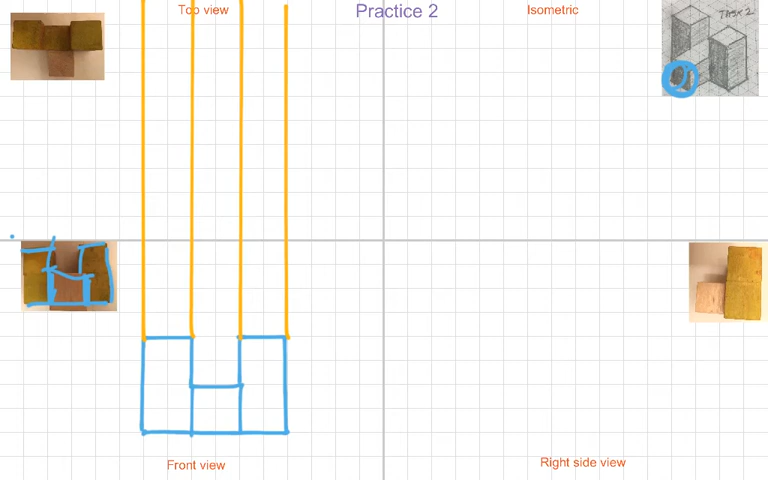 Top view
Practice 2
Isometric
TASK 2
Front view
Right side view